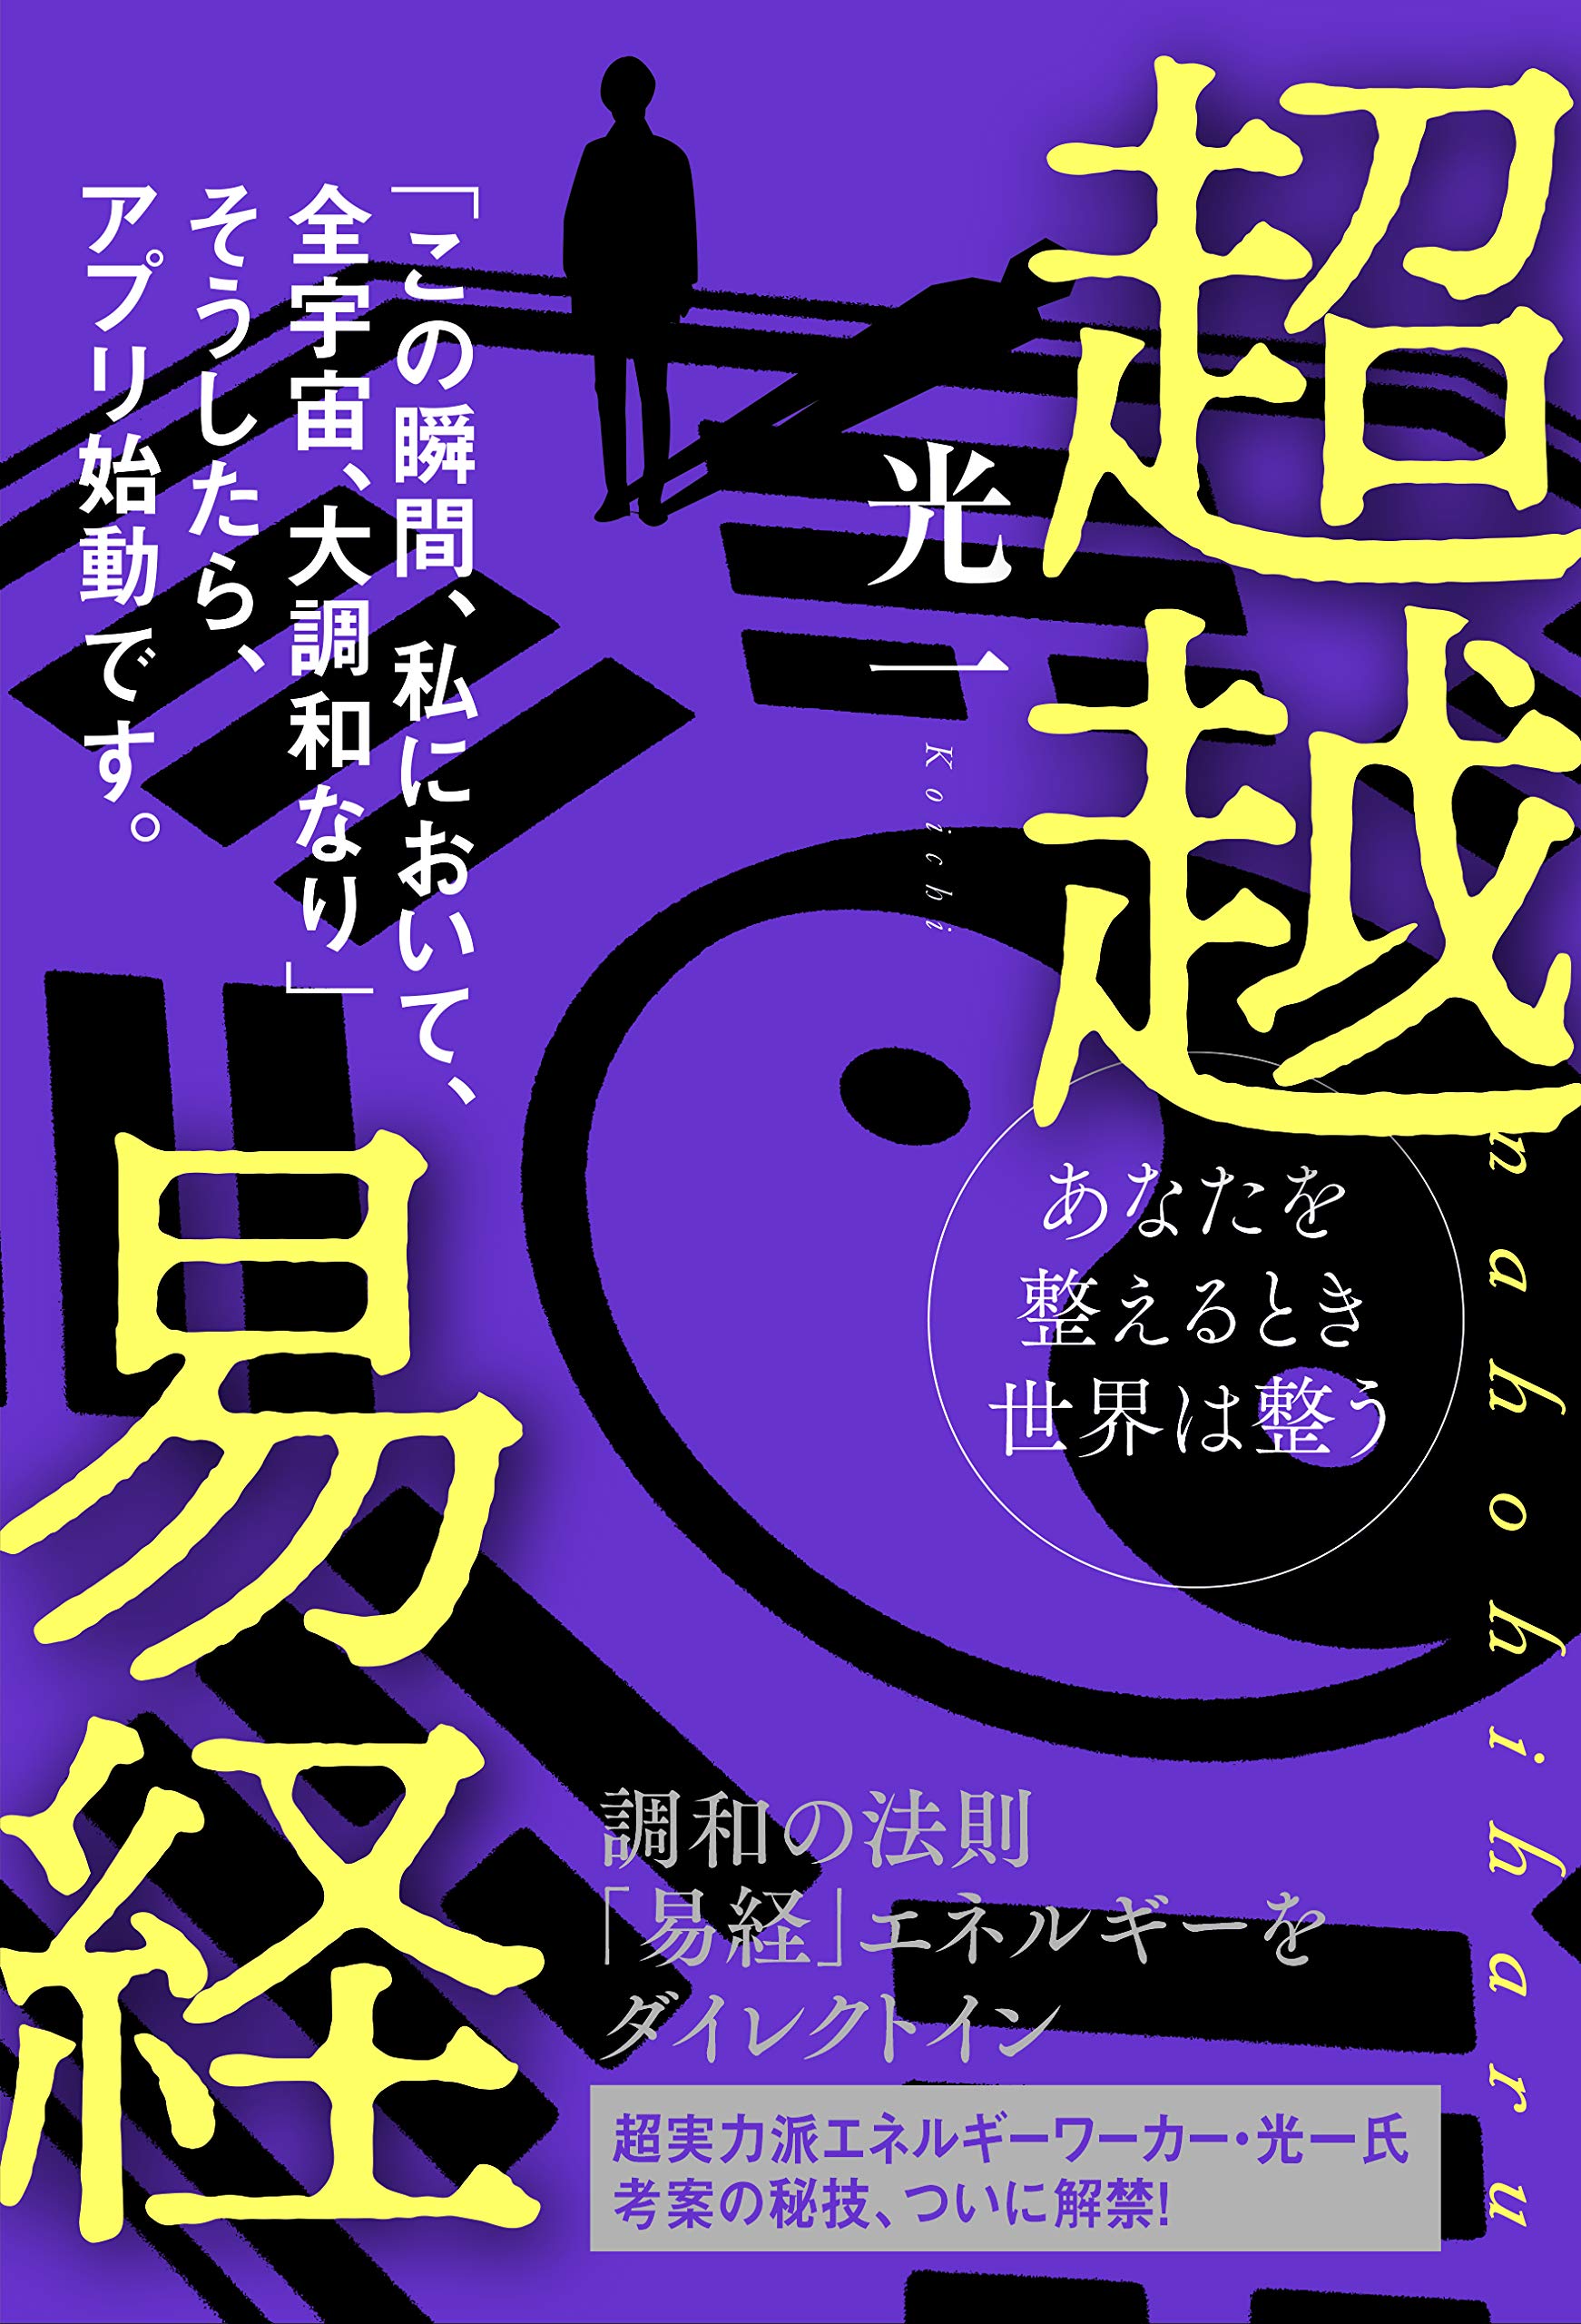 超越
易経
nahohiharu
光一
Koichi
「この瞬間、私において、
全宇宙、大調和なり」
そうしたら、
アプリ始動です。
あなたを
整えるとき
世界は整う
調和の法則
「易経」エネルギーを
ダイレクトイン
超実力派エネルギーワーカー・光一氏
考案の秘技、ついに解禁!